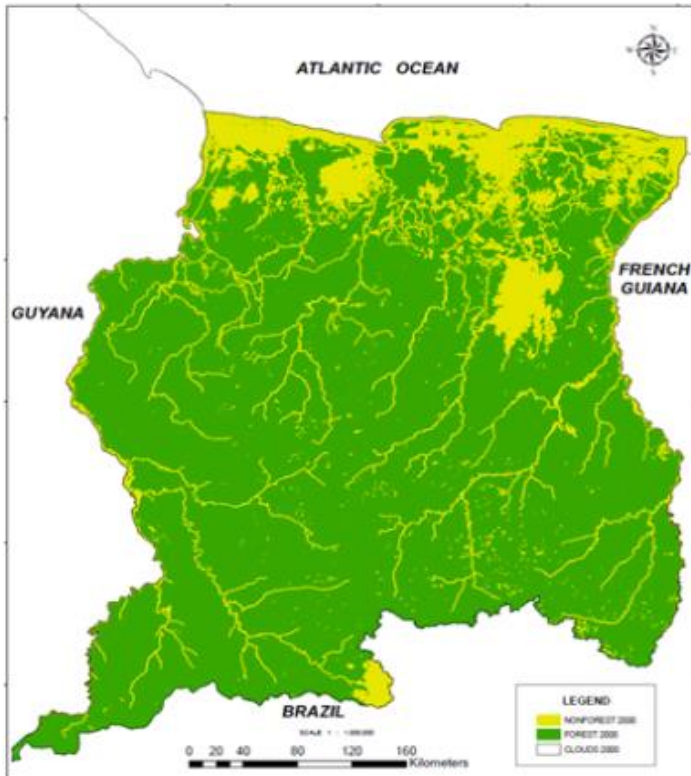 ATLANTIC OCEAN
FRENCH
GUIANA
GUYANA
BRAZIL
LEGEND
NONFOREST 2000
FOREST 2000
CLOUDS 2000
SCALE
0 20 40 80 120 160
Kilometers